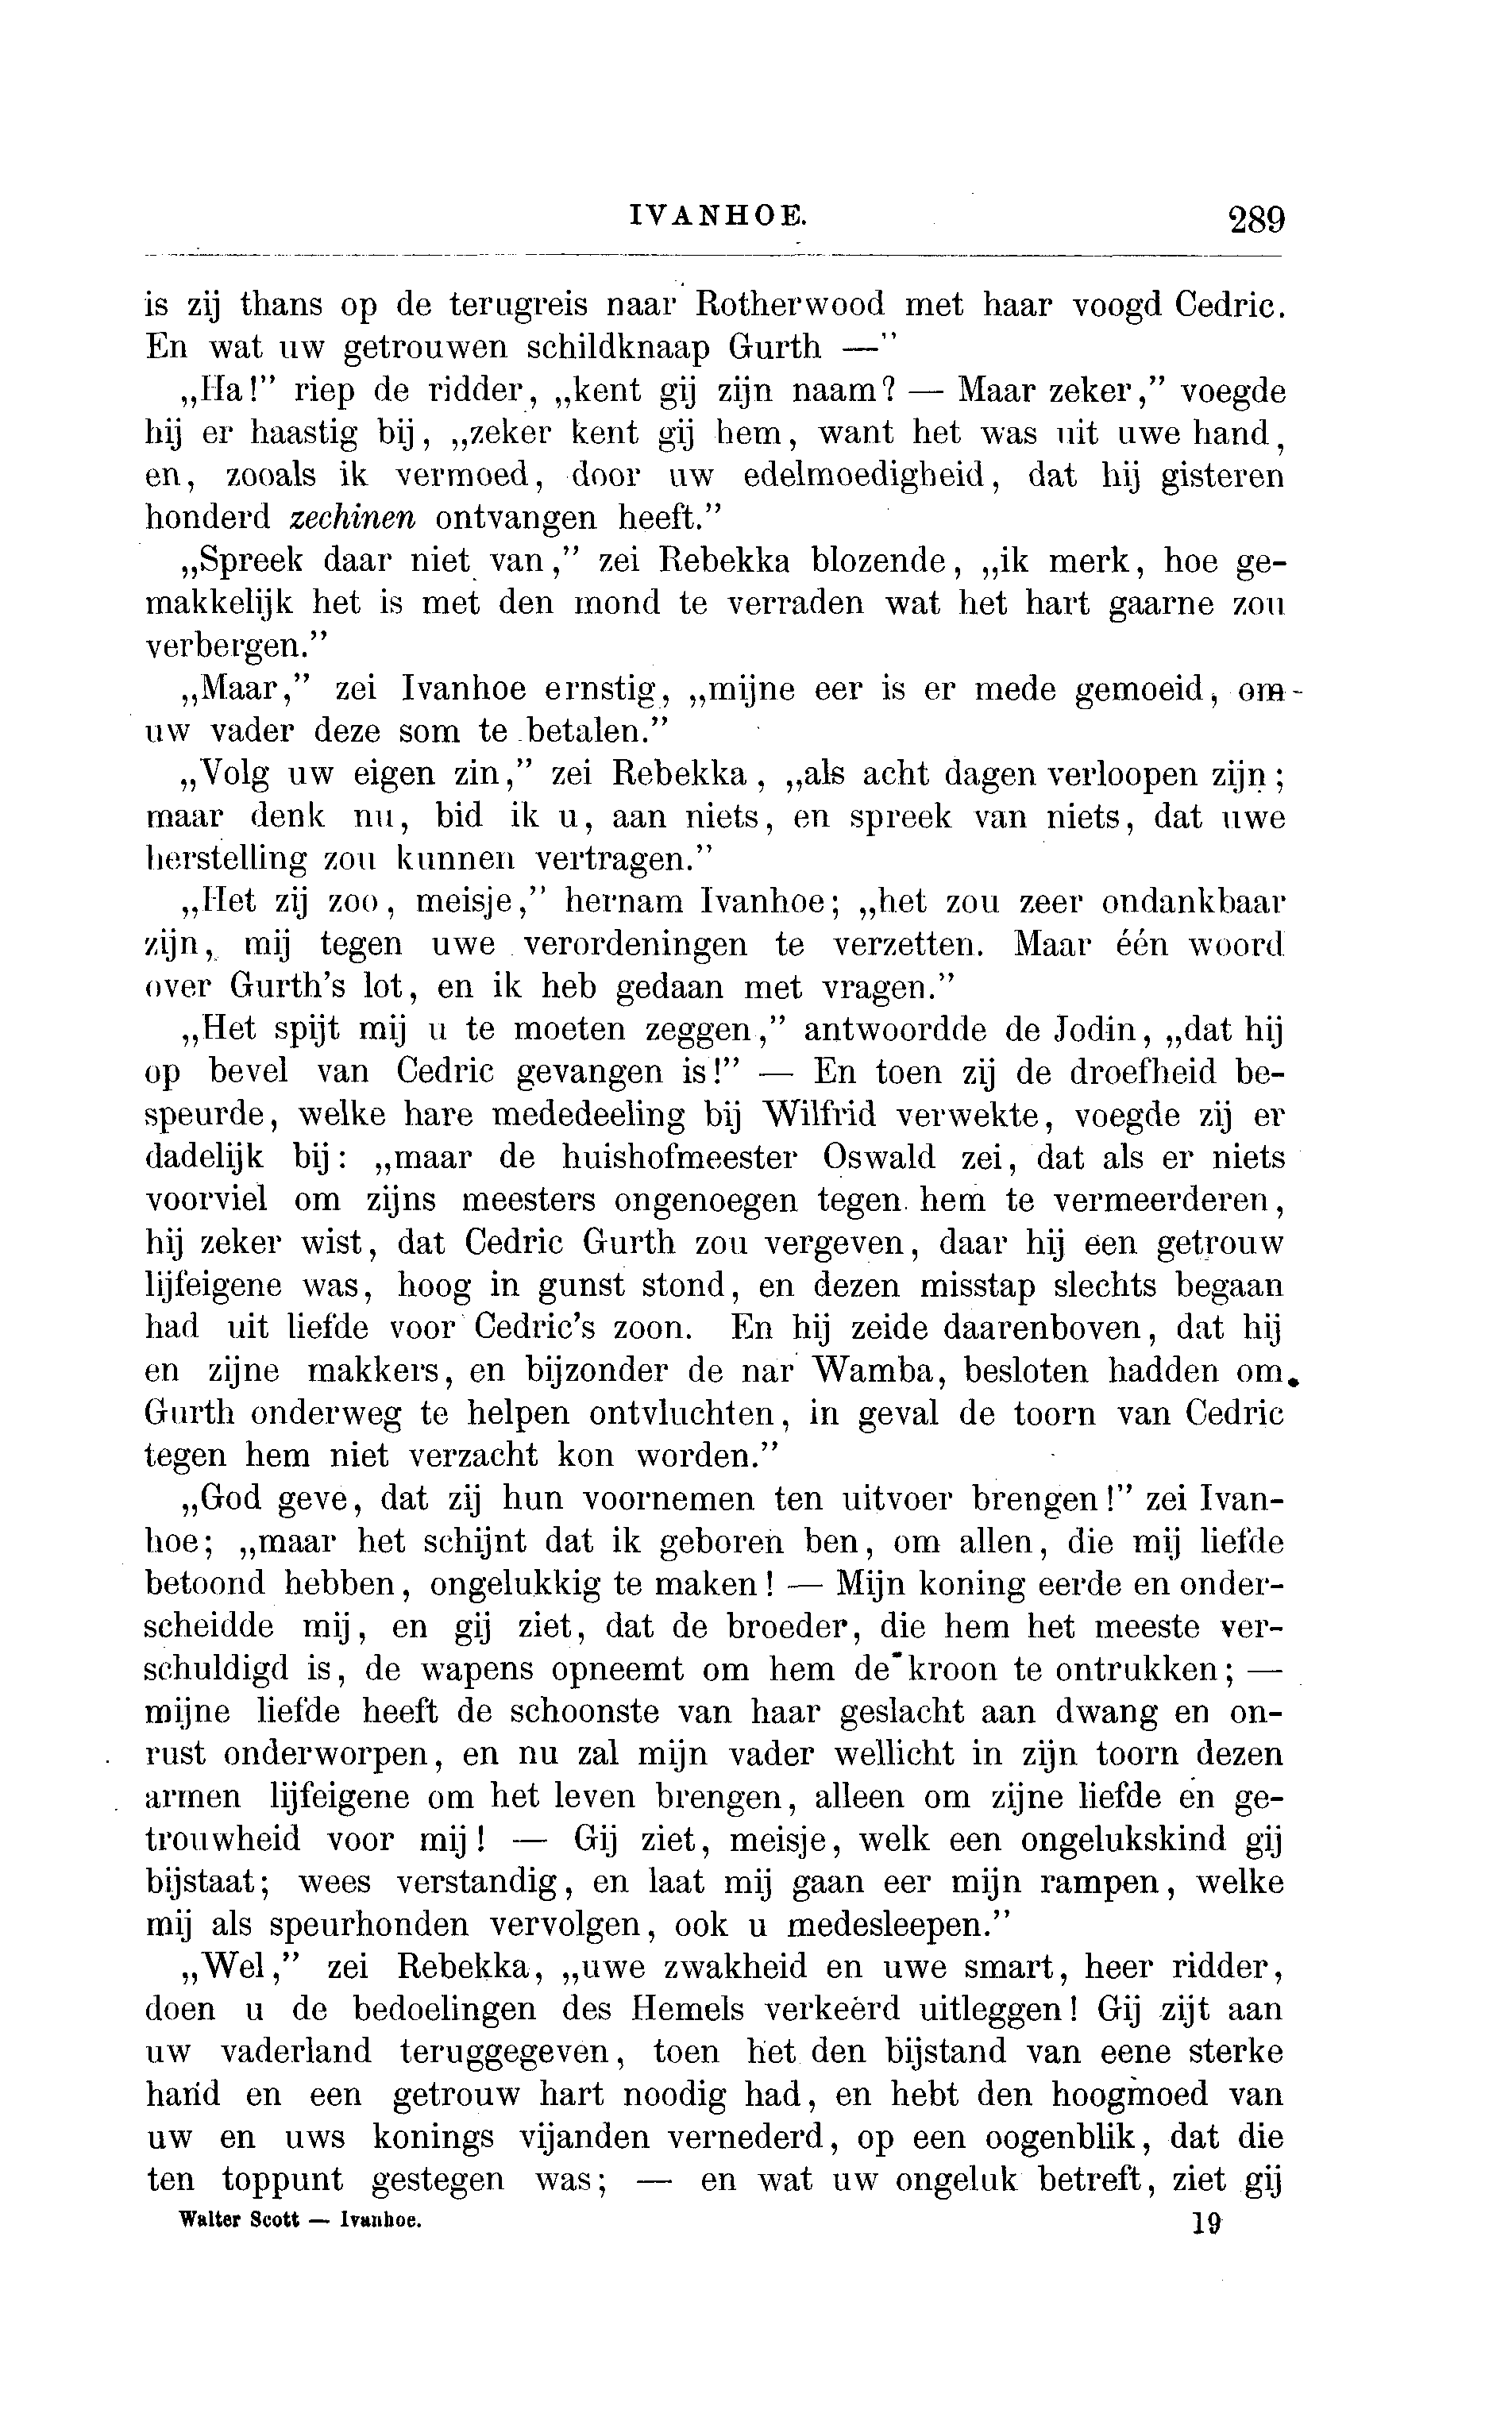 IVANHOE. 289
is zij thans op de terugreis naar Rotherwood met haar voogd Cedric.
En wat uw getrouwen schildknaap Gurth —”
„Ha!” riep de ridder, „kent gij zijn naam? — Maar zeker,” voegde
hij er haastig bij, „zeker kent gij hem, want het was uit uwe hand,
en, zooals ik vermoed, door uw edelmoedigheid, dat hij gisteren
honderd zechinen ontvangen heeft.”
„Spreek daar niet van,” zei Rebekka blozende, „ik merk, hoe ge-
makkelijk het is met den mond te verraden wat het hart gaarne zou
verbergen.”
„Maar,” zei Ivanhoe ernstig, „mijne eer is er mede gemoeid, om
uw vader deze som te betalen.”
„Volg uw eigen zin,” zei Rebekka, „als acht dagen verloopen zijn;
maar denk nu, bid ik u, aan niets, en spreek van niets, dat uwe
herstelling zou kunnen vertragen.”
„Het zij zoo, meisje,” hernam Ivanhoe; „het zou zeer ondankbaar
zijn, mij tegen uwe verordeningen te verzetten. Maar één woord
over Gurth's lot, en ik heb gedaan met vragen.”
„Het spijt mij u te moeten zeggen,” antwoordde de Jodin, „dat hij
op bevel van Cedric gevangen is!” — En toen zij de droefheid be-
speurde, welke hare mededeeling bij Wilfrid verwekte, voegde zij er
dadelijk bij: „maar de huishofmeester Oswald zei, dat als er niets
voorviel om zijns meesters ongenoegen tegen hem te vermeerderen,
hij zeker wist, dat Cedric Gurth zou vergeven, daar hij een getrouw
lijfeigene was, hoog in gunst stond, en dezen misstap slechts begaan
had uit liefde voor Cedric's zoon. En hij zeide daarenboven, dat hij
en zijne makkers, en bijzonder de nar Wamba, besloten hadden om
Gurth onderweg te helpen ontvluchten, in geval de toorn van Cedric
tegen hem niet verzacht kon worden.”
„God geve, dat zij hun voornemen ten uitvoer brengen!” zei Ivan-
hoe; „maar het schijnt dat ik geboren ben, om allen, die mij liefde
betoond hebben, ongelukkig te maken! — Mijn koning eerde en onder-
scheidde mij, en gij ziet, dat de broeder, die hem het meeste ver-
schuldigd is, de wapens opneemt om hem de kroon te ontrukken; —
mijne liefde heeft de schoonste van haar geslacht aan dwang en on-
rust onderworpen, en nu zal mijn vader wellicht in zijn toorn dezen
armen lijfeigene om het leven brengen, alleen om zijne liefde en ge-
trouwheid voor mij! — Gij ziet, meisje, welk een ongelukskind gij
bijstaat; wees verstandig, en laat mij gaan eer mijn rampen, welke
mij als speurhonden vervolgen, ook u medesleepen.”
„Wel,” zei Rebekka, „uwe zwakheid en uwe smart, heer ridder,
doen u de bedoelingen des Hemels verkeerd uitleggen! Gij zijt aan
uw vaderland teruggegeven, toen het den bijstand van eene sterke
hand en een getrouw hart noodig had, en hebt den hoogmoed van
uw en uws konings vijanden vernederd, op een oogenblik, dat die
ten toppunt gestegen was; — en wat uw ongeluk betreft, ziet gij
Walter Scott — Ivanhoe. 19